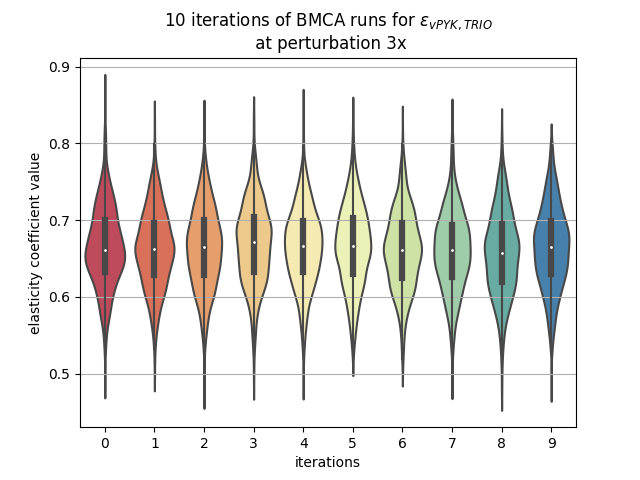 10 iterations of BMCA runs for ε_{vPYK, TRIO}
at perturbation 3x
elasticity coefficient value
0.9
0.8
0.7
0.6
0.5
0 1 2 3 4 5 6 7 8 9
iterations